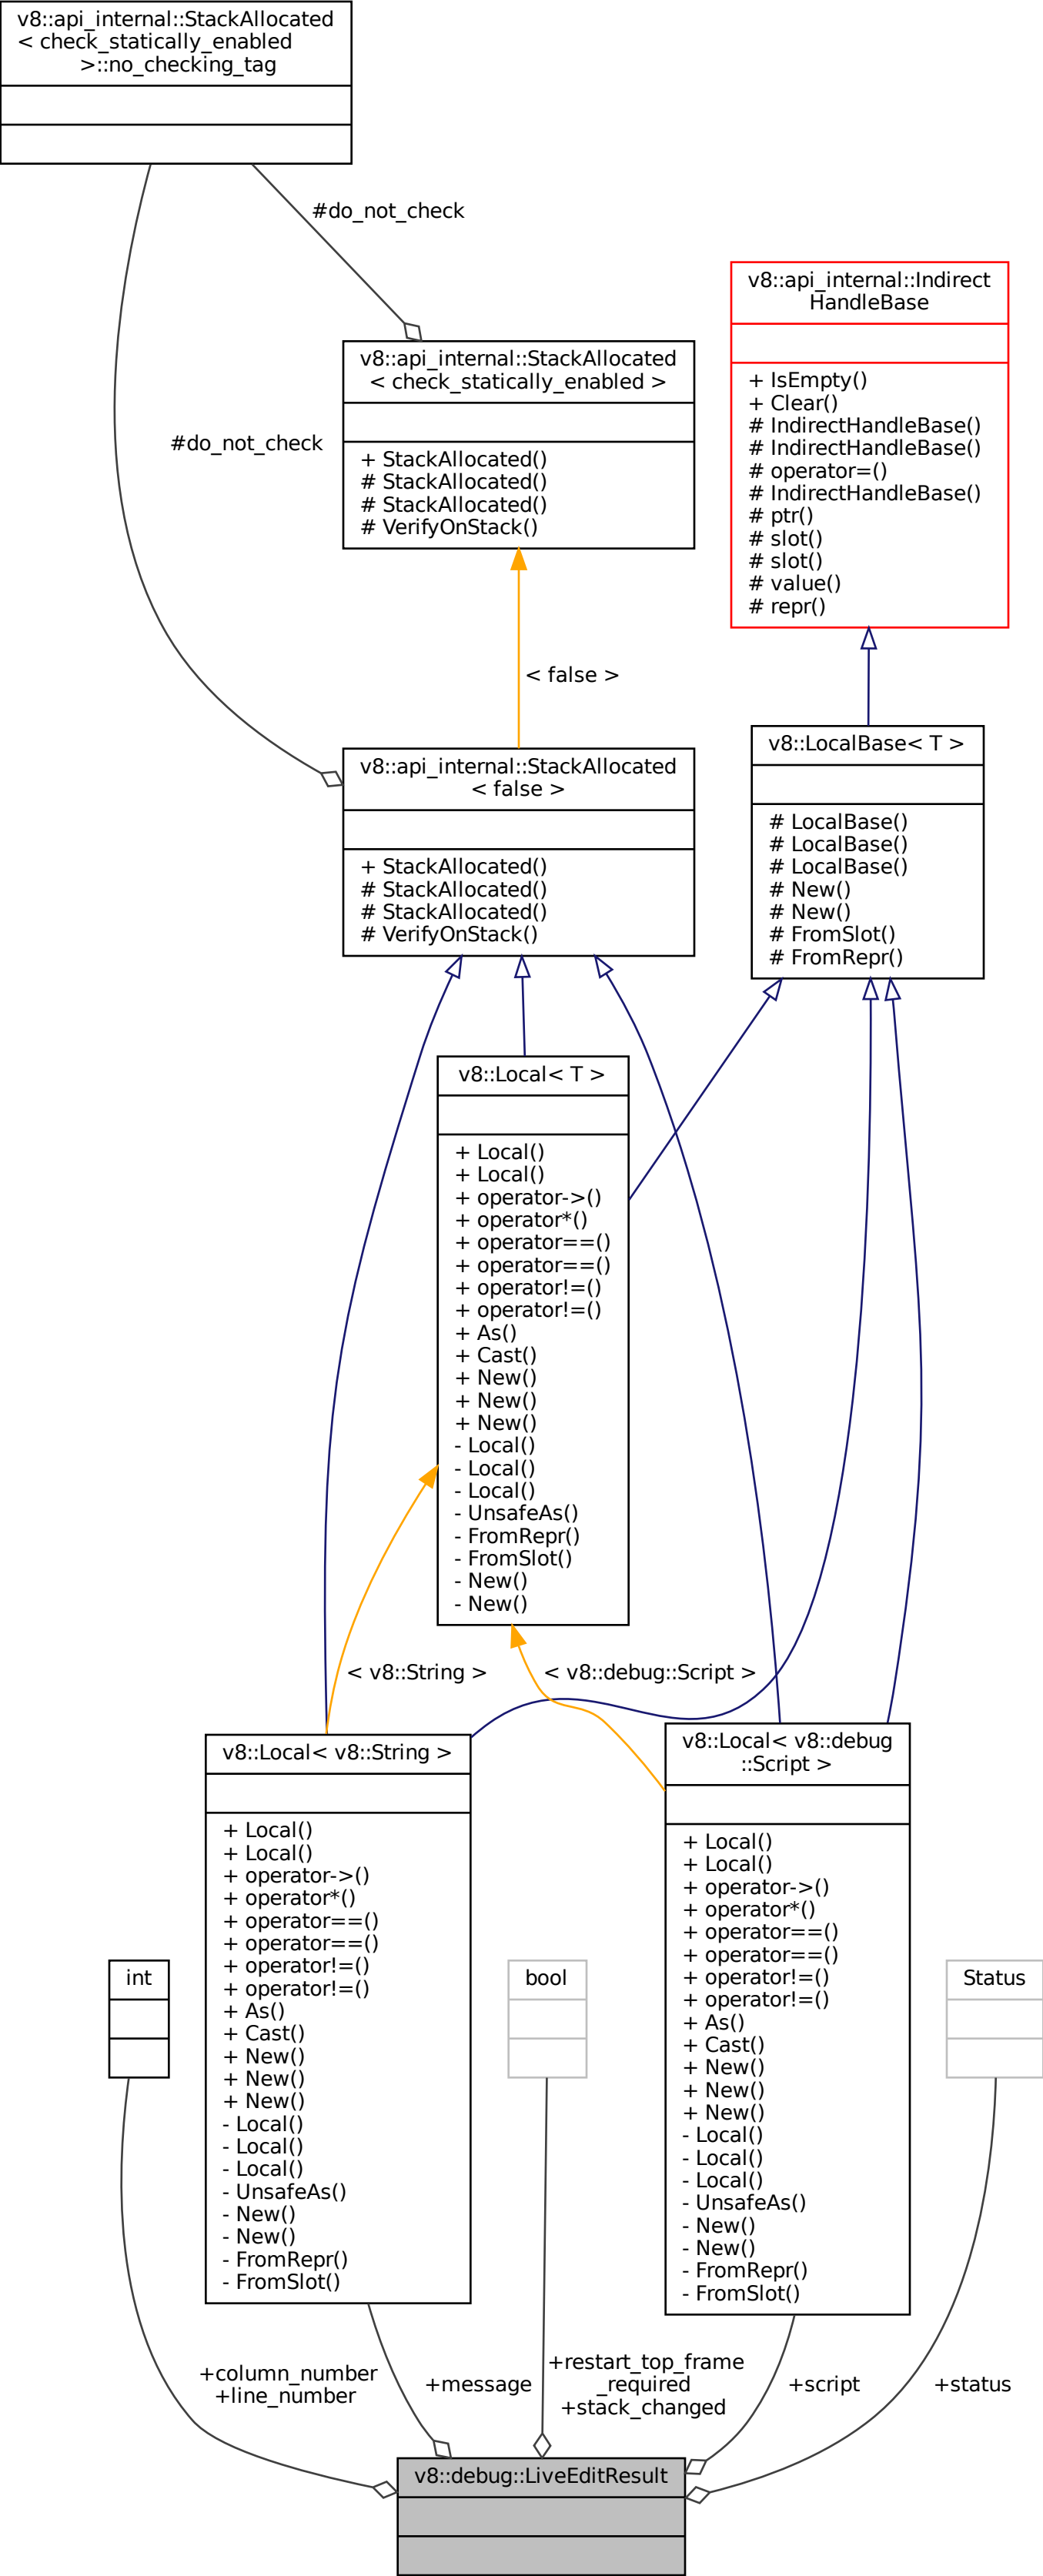 v8::api_internal::StackAllocated
< check_statically_enabled
>::no_checking_tag
#do_not_check
v8::api_internal::Indirect
HandleBase
+ IsEmpty()
+ Clear()
# IndirectHandleBase()
# IndirectHandleBase()
# operator=()
# IndirectHandleBase()
# ptr()
# slot()
# slot()
# value()
# repr()
v8::api_internal::StackAllocated
< check_statically_enabled >
+ StackAllocated()
# StackAllocated()
# StackAllocated()
# VerifyOnStack()
#do_not_check
< false >
v8::api_internal::StackAllocated
< false >
+ StackAllocated()
# StackAllocated()
# StackAllocated()
# VerifyOnStack()
v8::LocalBase< T >
# LocalBase()
# LocalBase()
# LocalBase()
# New()
# New()
# FromSlot()
# FromRepr()
v8::Local< T >
+ Local()
+ Local()
+ operator->()
+ operator*()
+ operator==()
+ operator==()
+ operator!=()
+ operator!=()
+ As()
+ Cast()
+ New()
+ New()
+ New()
- Local()
- Local()
- Local()
- UnsafeAs()
- FromRepr()
- FromSlot()
- New()
- New()
< v8::String >
< v8::debug::Script >
v8::Local< v8::String >
+ Local()
+ Local()
+ operator->()
+ operator*()
+ operator==()
+ operator==()
+ operator!=()
+ operator!=()
+ As()
+ Cast()
+ New()
+ New()
+ New()
- Local()
- Local()
- Local()
- UnsafeAs()
- New()
- New()
- FromRepr()
- FromSlot()
v8::Local< v8::debug
::Script >
+ Local()
+ Local()
+ operator->()
+ operator*()
+ operator==()
+ operator==()
+ operator!=()
+ operator!=()
+ As()
+ Cast()
+ New()
+ New()
+ New()
- Local()
- Local()
- Local()
- UnsafeAs()
- New()
- New()
- FromRepr()
- FromSlot()
int
bool
Status
+column_number
+line_number
+message
+restart_top_frame
_required
+stack_changed
+script
+status
v8::debug::LiveEditResult